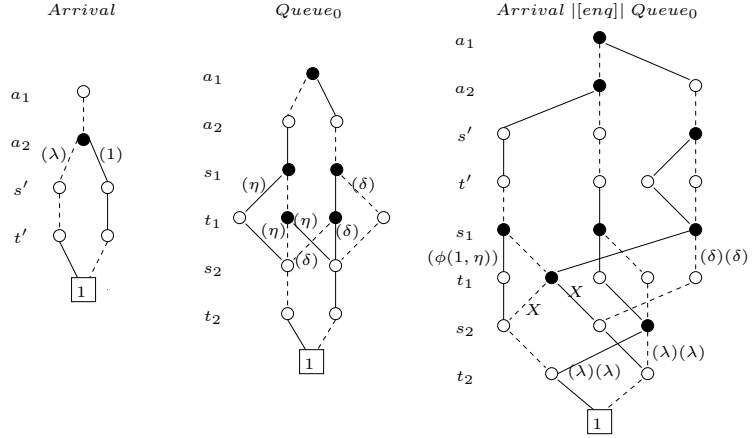 Arrival
a₁
a₂
(λ) (1)
s′
t′
1
Queue₀
a₁
a₂
s₁
(η) (δ)
t₁
(η) (η) (δ)
(δ)
s₂
t₂
1
Arrival |[enq]| Queue₀
a₁
a₂
s′
t′
s₁
(ϕ(1, η)) (δ)(δ)
t₁
X X
s₂
(λ)(λ)
(λ)(λ)
t₂
1